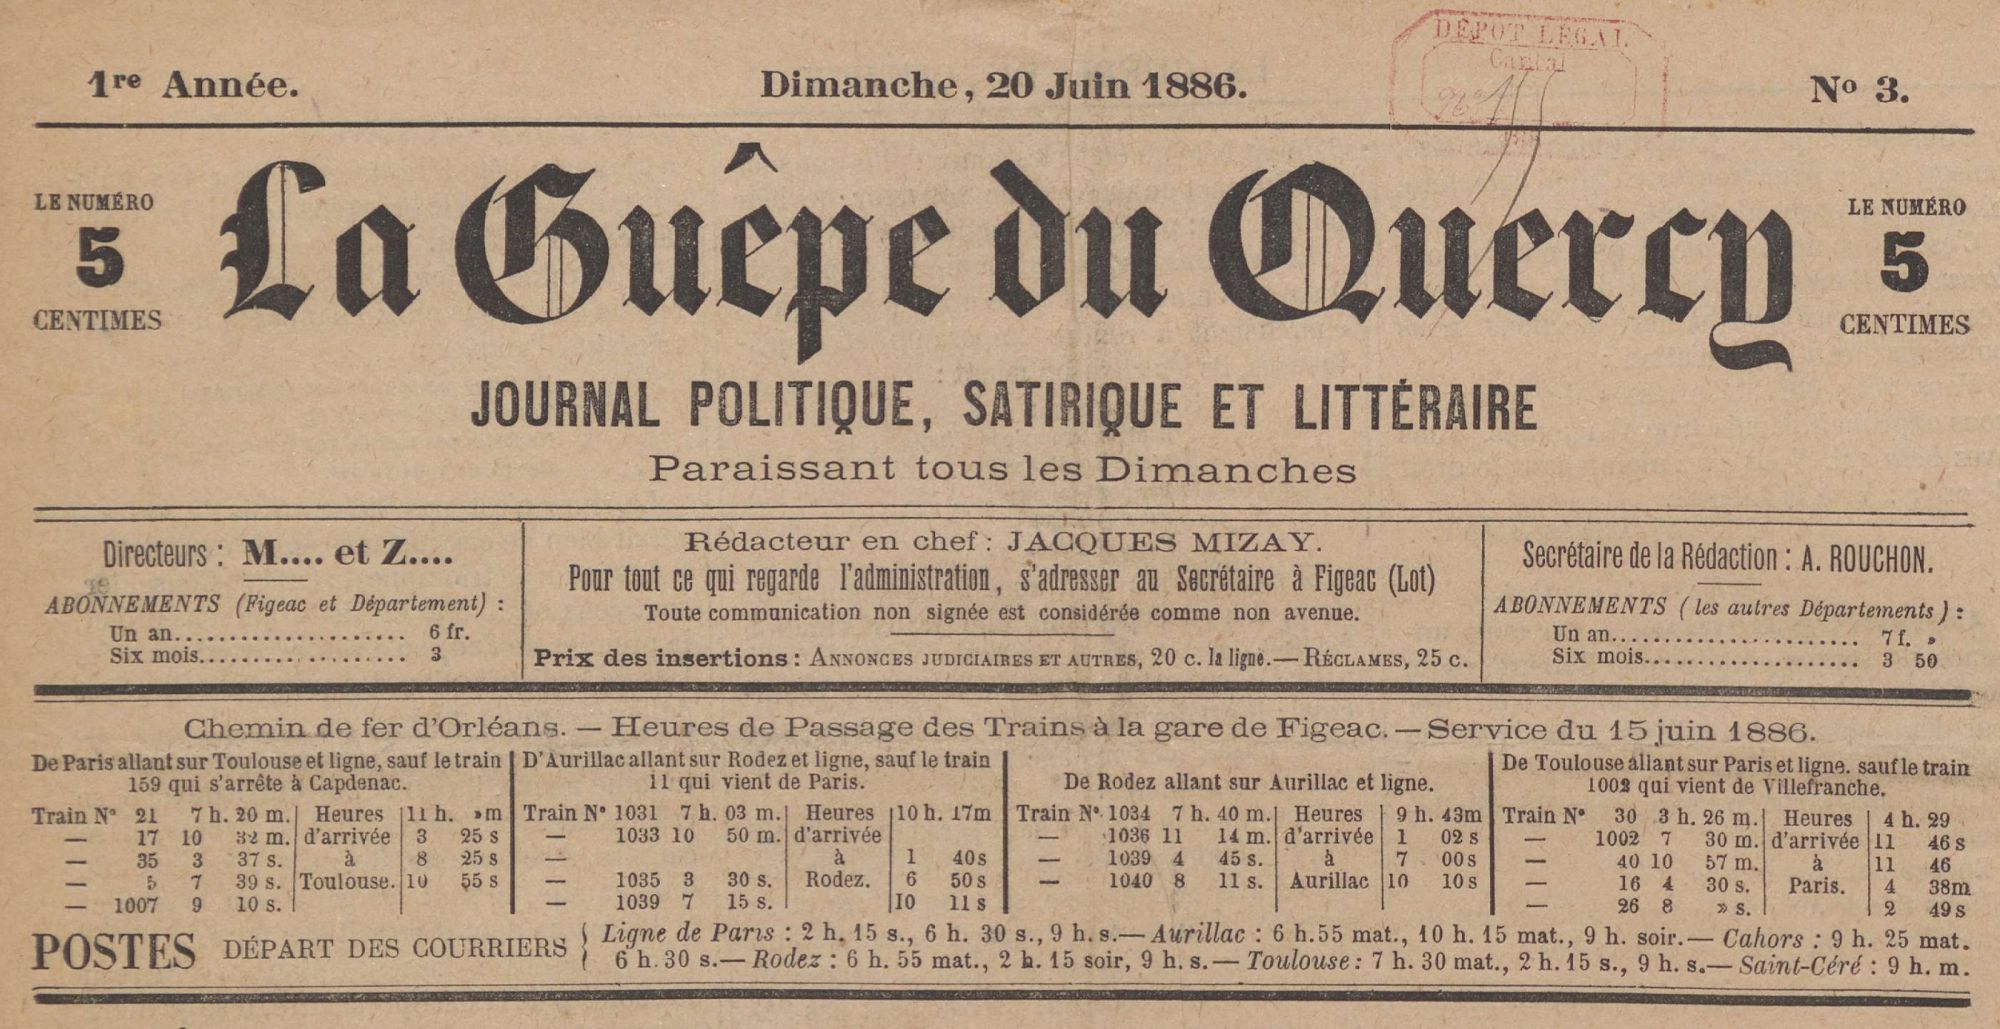 DÉPOT LÉGAL
Cantal
1re Année.
Dimanche, 20 Juin 1886.
No 3.
LE NUMÉRO
5
CENTIMES
La Guêpe du Quercy
LE NUMÉRO
5
CENTIMES
JOURNAL POLITIQUE, SATIRIQUE ET LITTÉRAIRE
Paraissant tous les Dimanches
Directeurs : M.... et Z....
ABONNEMENTS (Figeac et Département) :
Un an..................... 6 fr.
Six mois................... 3
Rédacteur en chef : JACQUES MIZAY.
Pour tout ce qui regarde l'administration, s'adresser au Secrétaire à Figeac (Lot)
Toute communication non signée est considérée comme non avenue.
Prix des insertions : ANNONCES JUDICIAIRES ET AUTRES, 20 c. la ligne.— RÉCLAMES, 25 c.
Secrétaire de la Rédaction : A. ROUCHON.
ABONNEMENTS ( les autres Départements ) :
Un an...................... 7 f. »
Six mois................... 3 50
Chemin de fer d'Orléans. — Heures de Passage des Trains à la gare de Figeac. — Service du 15 juin 1886.
De Paris allant sur Toulouse et ligne, sauf le train
159 qui s'arrête à Capdenac.
Train No 21 7 h. 20 m. Heures 11 h. »m
— 17 10 32 m. d'arrivée 3 25 s
— 35 3 37 s. à 8 25 s
— 5 7 39 s. Toulouse. 10 55 s
— 1007 9 10 s.
D'Aurillac allant sur Rodez et ligne, sauf le train
11 qui vient de Paris.
Train No 1031 7 h. 03 m. Heures 10 h. 17m
— 1033 10 50 m. d'arrivée
— à 1 40s
— 1035 3 30 s. Rodez. 6 50s
— 1039 7 15 s. 10 11s
De Rodez allant sur Aurillac et ligne.
Train No 1034 7 h. 40 m. Heures 9 h. 43m
— 1036 11 14 m. d'arrivée 1 02 s
— 1039 4 45 s. à 7 00s
— 1040 8 11 s. Aurillac 10 10s
De Toulouse allant sur Paris et ligne. sauf le train
1002 qui vient de Villefranche.
Train No 30 3 h. 26 m. Heures 4 h. 29
— 1002 7 30 m. d'arrivée 11 46 s
— 40 10 57 m. à 11 46
— 16 4 30 s. Paris. 4 38m
— 26 8 » s. 2 49s
POSTES DÉPART DES COURRIERS { Ligne de Paris : 2 h. 15 s., 6 h. 30 s., 9 h. s.— Aurillac : 6 h.55 mat., 10 h. 15 mat., 9 h. soir.— Cahors : 9 h. 25 mat.
6 h. 30 s.— Rodez : 6 h. 55 mat., 2 h. 15 soir, 9 h. s.— Toulouse : 7 h. 30 mat., 2 h. 15 s., 9 h. s.— Saint-Céré : 9 h. m.